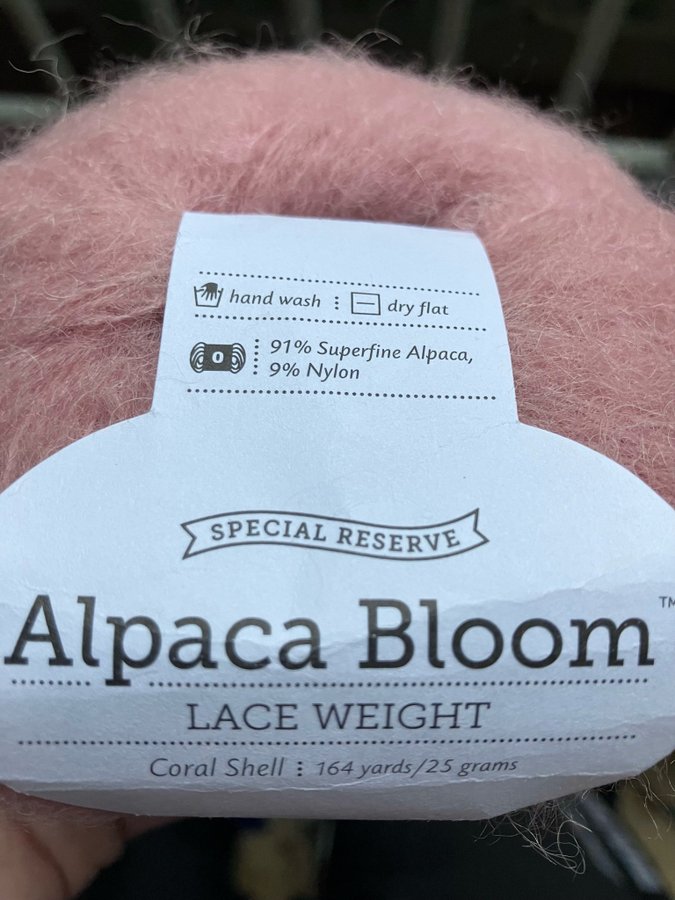 hand wash ⋮ dry flat
0 ⋮ 91% Superfine Alpaca,
9% Nylon
SPECIAL RESERVE
Alpaca Bloom™
LACE WEIGHT
Coral Shell ⋮ 164 yards/25 grams